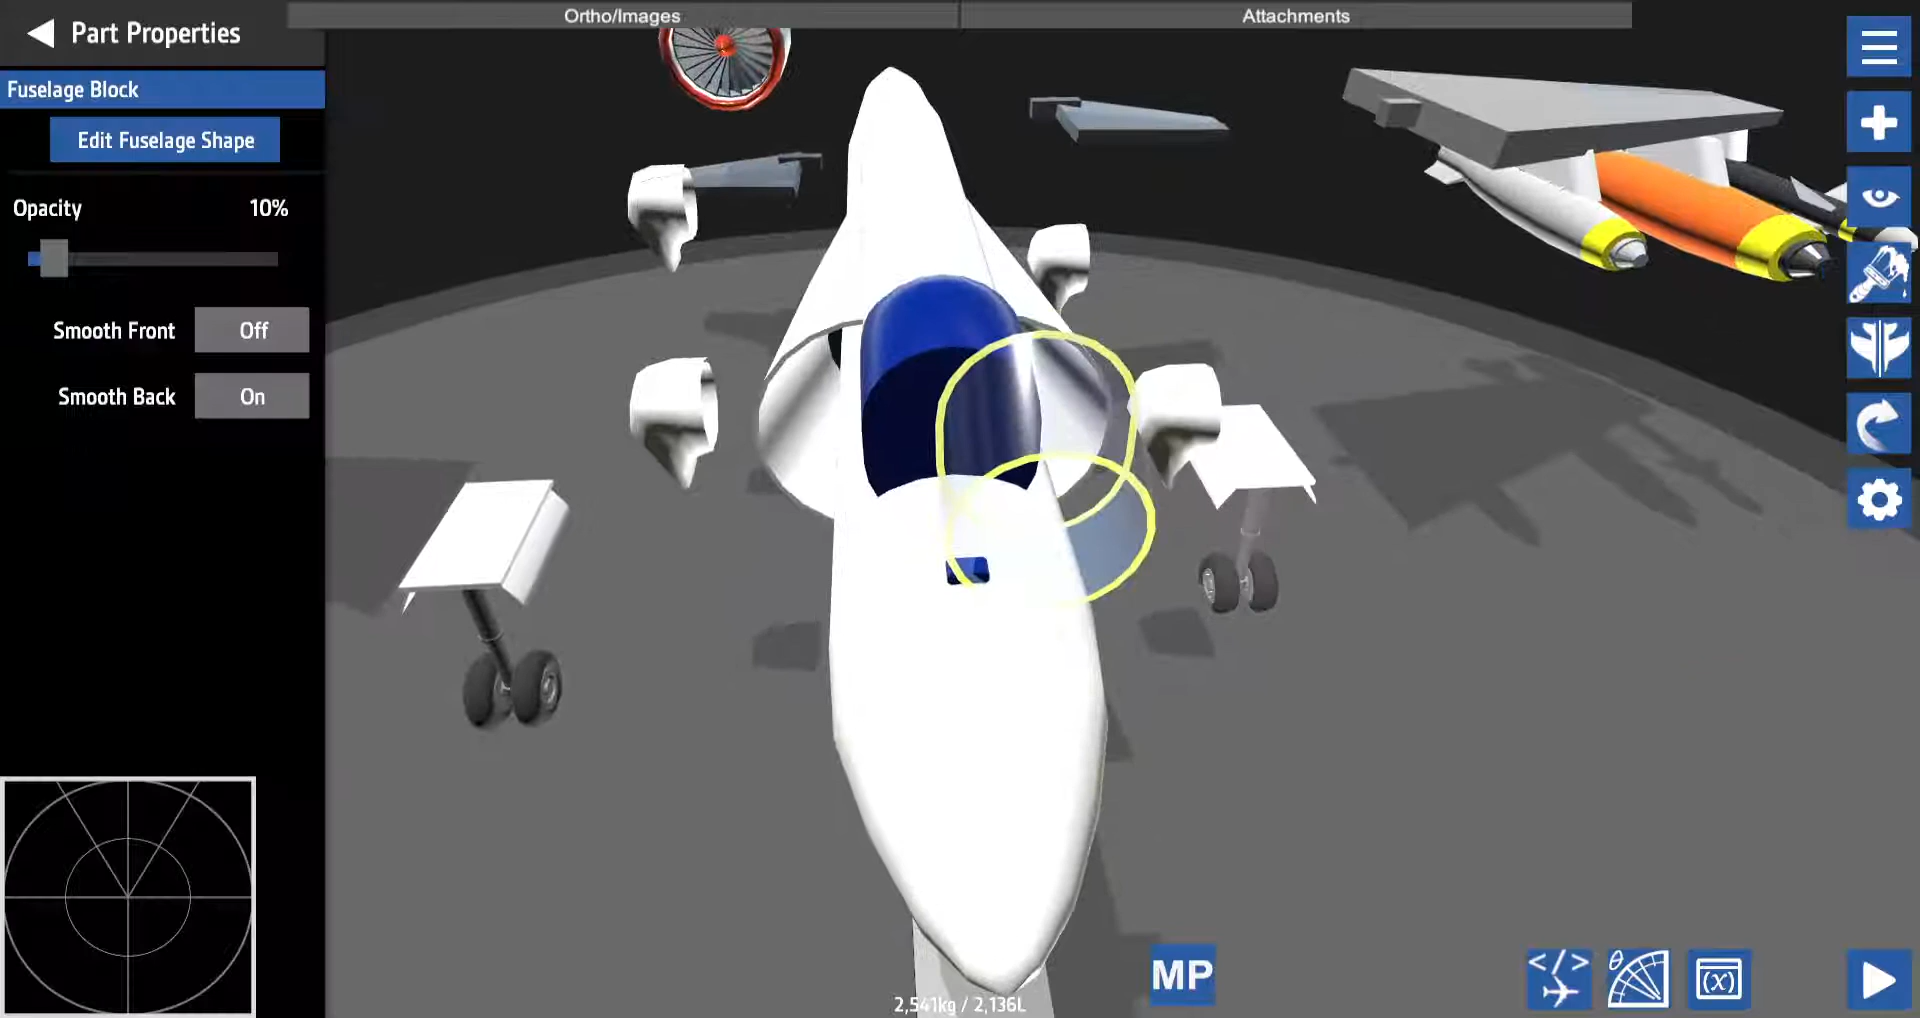 Part Properties
Ortho/Images
Attachments
Fuselage Block
Edit Fuselage Shape
Opacity 10%
Smooth Front Off
Smooth Back On
MP
</>
θ
(x)
2,541kg / 2,136L